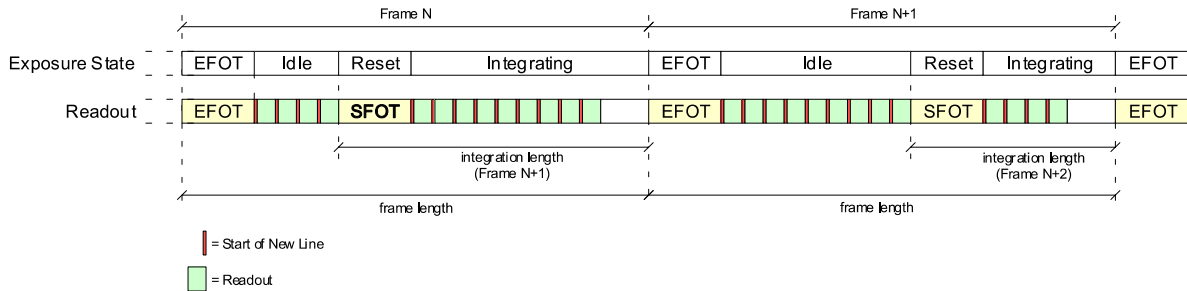 Frame N
Frame N+1
Exposure State
EFOT
Idle
Reset
Integrating
EFOT
Idle
Reset
Integrating
EFOT
Readout
EFOT
SFOT
EFOT
SFOT
EFOT
integration length
(Frame N+1)
integration length
(Frame N+2)
frame length
frame length
= Start of New Line
= Readout